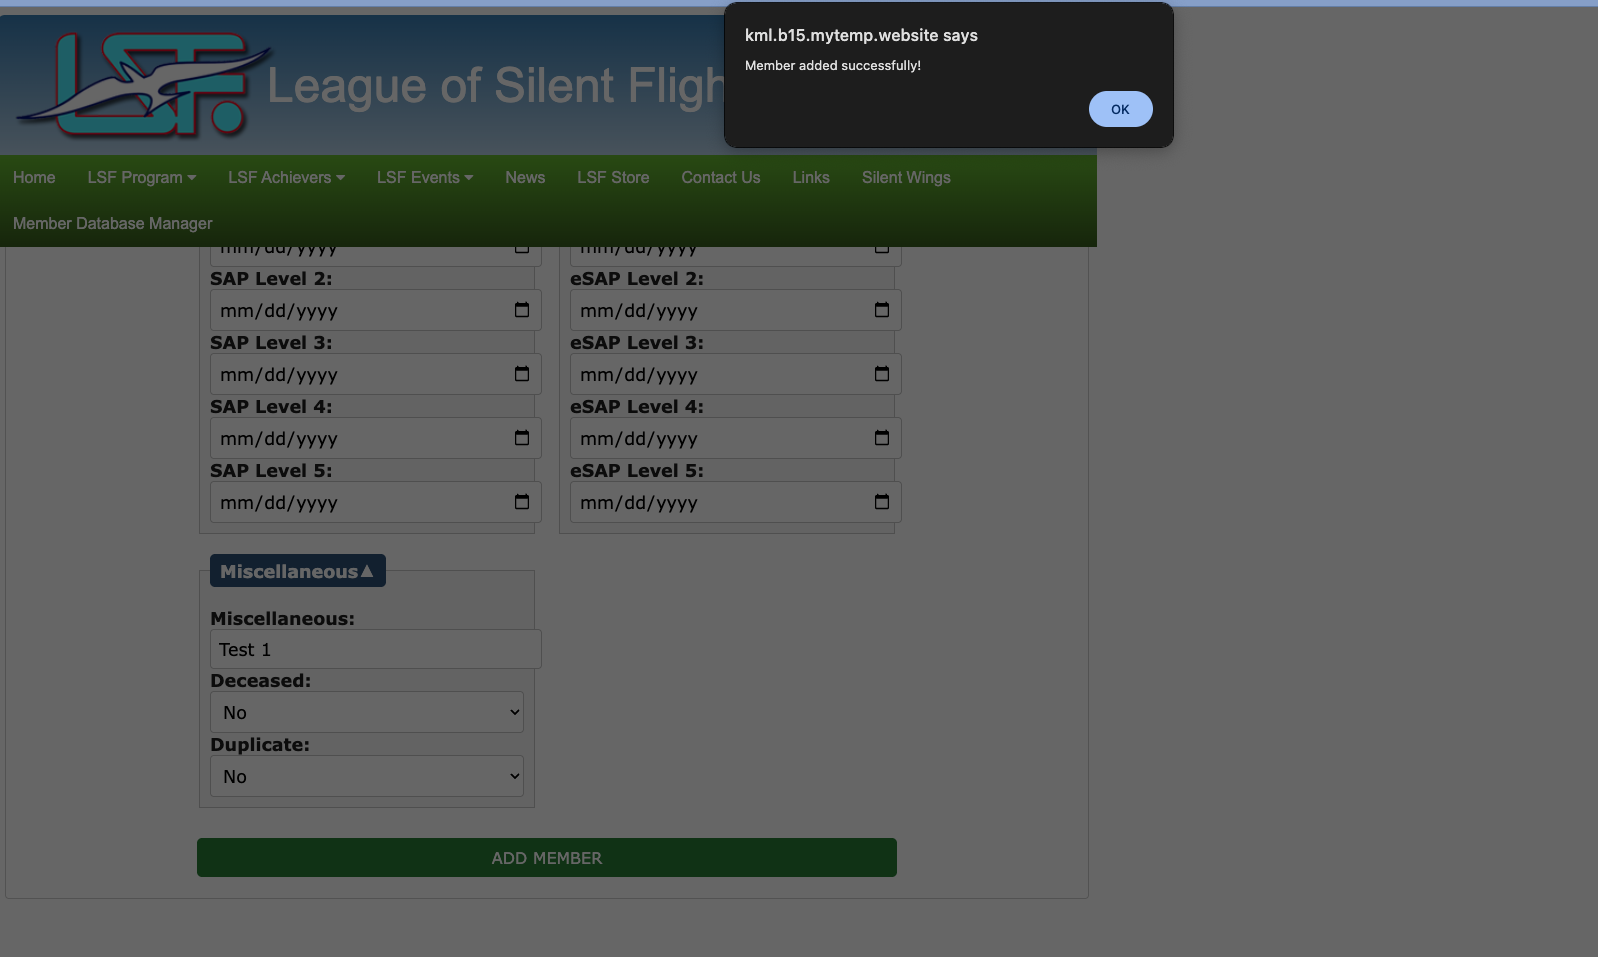 kml.b15.mytemp.website says
Member added successfully!
OK
LSF.
League of Silent Fligh
Home LSF Program LSF Achievers LSF Events News LSF Store Contact Us Links Silent Wings
Member Database Manager
mm/dd/yyyy mm/dd/yyyy
SAP Level 2: eSAP Level 2:
mm/dd/yyyy mm/dd/yyyy
SAP Level 3: eSAP Level 3:
mm/dd/yyyy mm/dd/yyyy
SAP Level 4: eSAP Level 4:
mm/dd/yyyy mm/dd/yyyy
SAP Level 5: eSAP Level 5:
mm/dd/yyyy mm/dd/yyyy
Miscellaneous▲
Miscellaneous:
Test 1
Deceased:
No
Duplicate:
No
ADD MEMBER